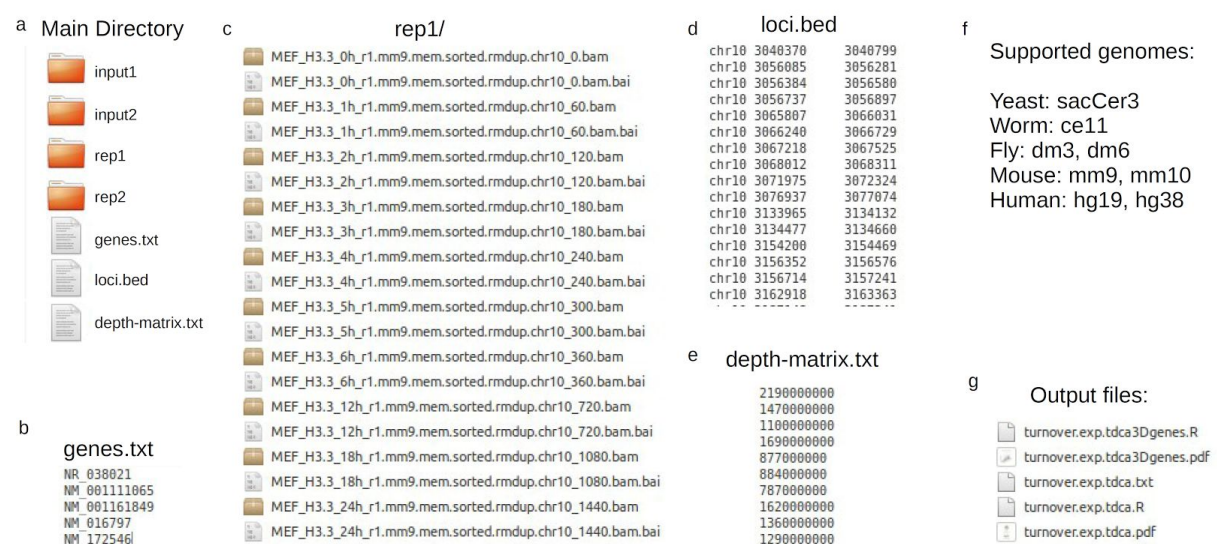 a Main Directory
input1
input2
rep1
rep2
genes.txt
loci.bed
depth-matrix.txt
b
genes.txt
NR_038021
NM_001111065
NM_001161849
NM_016797
NM_172546
c rep1/
MEF_H3.3_0h_r1.mm9.mem.sorted.rmdup.chr10_0.bam
MEF_H3.3_0h_r1.mm9.mem.sorted.rmdup.chr10_0.bam.bai
MEF_H3.3_1h_r1.mm9.mem.sorted.rmdup.chr10_60.bam
MEF_H3.3_1h_r1.mm9.mem.sorted.rmdup.chr10_60.bam.bai
MEF_H3.3_2h_r1.mm9.mem.sorted.rmdup.chr10_120.bam
MEF_H3.3_2h_r1.mm9.mem.sorted.rmdup.chr10_120.bam.bai
MEF_H3.3_3h_r1.mm9.mem.sorted.rmdup.chr10_180.bam
MEF_H3.3_3h_r1.mm9.mem.sorted.rmdup.chr10_180.bam.bai
MEF_H3.3_4h_r1.mm9.mem.sorted.rmdup.chr10_240.bam
MEF_H3.3_4h_r1.mm9.mem.sorted.rmdup.chr10_240.bam.bai
MEF_H3.3_5h_r1.mm9.mem.sorted.rmdup.chr10_300.bam
MEF_H3.3_5h_r1.mm9.mem.sorted.rmdup.chr10_300.bam.bai
MEF_H3.3_6h_r1.mm9.mem.sorted.rmdup.chr10_360.bam
MEF_H3.3_6h_r1.mm9.mem.sorted.rmdup.chr10_360.bam.bai
MEF_H3.3_12h_r1.mm9.mem.sorted.rmdup.chr10_720.bam
MEF_H3.3_12h_r1.mm9.mem.sorted.rmdup.chr10_720.bam.bai
MEF_H3.3_18h_r1.mm9.mem.sorted.rmdup.chr10_1080.bam
MEF_H3.3_18h_r1.mm9.mem.sorted.rmdup.chr10_1080.bam.bai
MEF_H3.3_24h_r1.mm9.mem.sorted.rmdup.chr10_1440.bam
MEF_H3.3_24h_r1.mm9.mem.sorted.rmdup.chr10_1440.bam.bai
d loci.bed
chr10 3040370 3040799
chr10 3056085 3056281
chr10 3056384 3056580
chr10 3056737 3056897
chr10 3065807 3066031
chr10 3066240 3066729
chr10 3067218 3067525
chr10 3068012 3068311
chr10 3071975 3072324
chr10 3076937 3077074
chr10 3133965 3134132
chr10 3134477 3134660
chr10 3154200 3154469
chr10 3156352 3156576
chr10 3156714 3157241
chr10 3162918 3163363
e depth-matrix.txt
2190000000
1470000000
1100000000
1690000000
877000000
884000000
787000000
1620000000
1360000000
1290000000
f
Supported genomes:
Yeast: sacCer3
Worm: ce11
Fly: dm3, dm6
Mouse: mm9, mm10
Human: hg19, hg38
g
Output files:
turnover.exp.tdca3Dgenes.R
turnover.exp.tdca3Dgenes.pdf
turnover.exp.tdca.txt
turnover.exp.tdca.R
turnover.exp.tdca.pdf